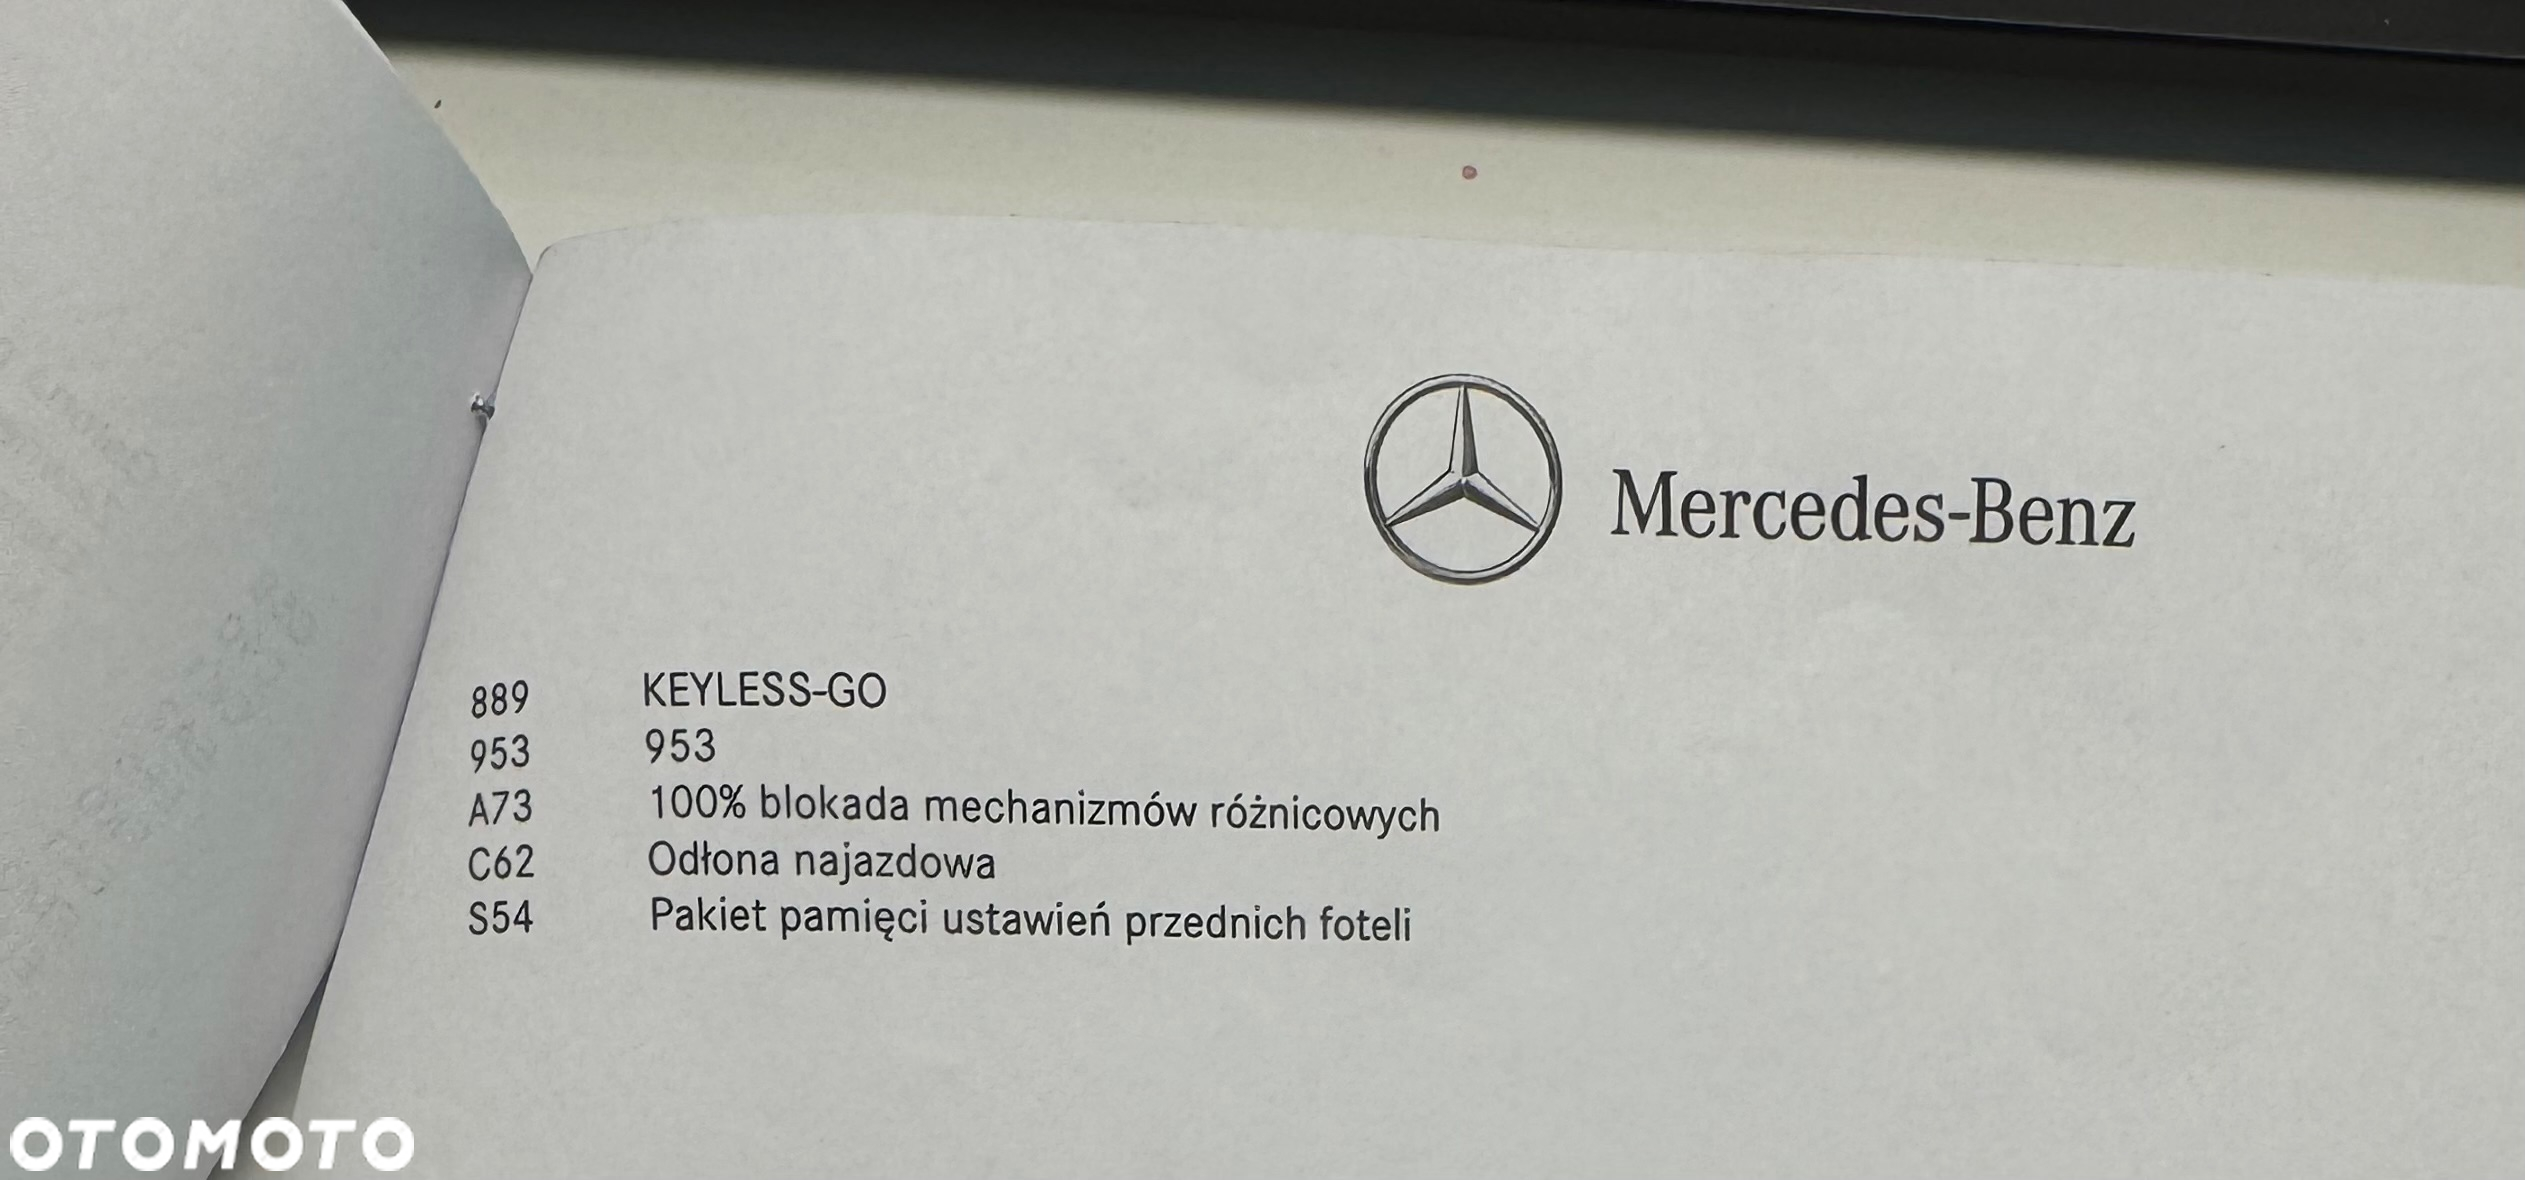 Mercedes-Benz
889 KEYLESS-GO
953 953
A73 100% blokada mechanizmów różnicowych
C62 Odłona najazdowa
S54 Pakiet pamięci ustawień przednich foteli
OTOMOTO